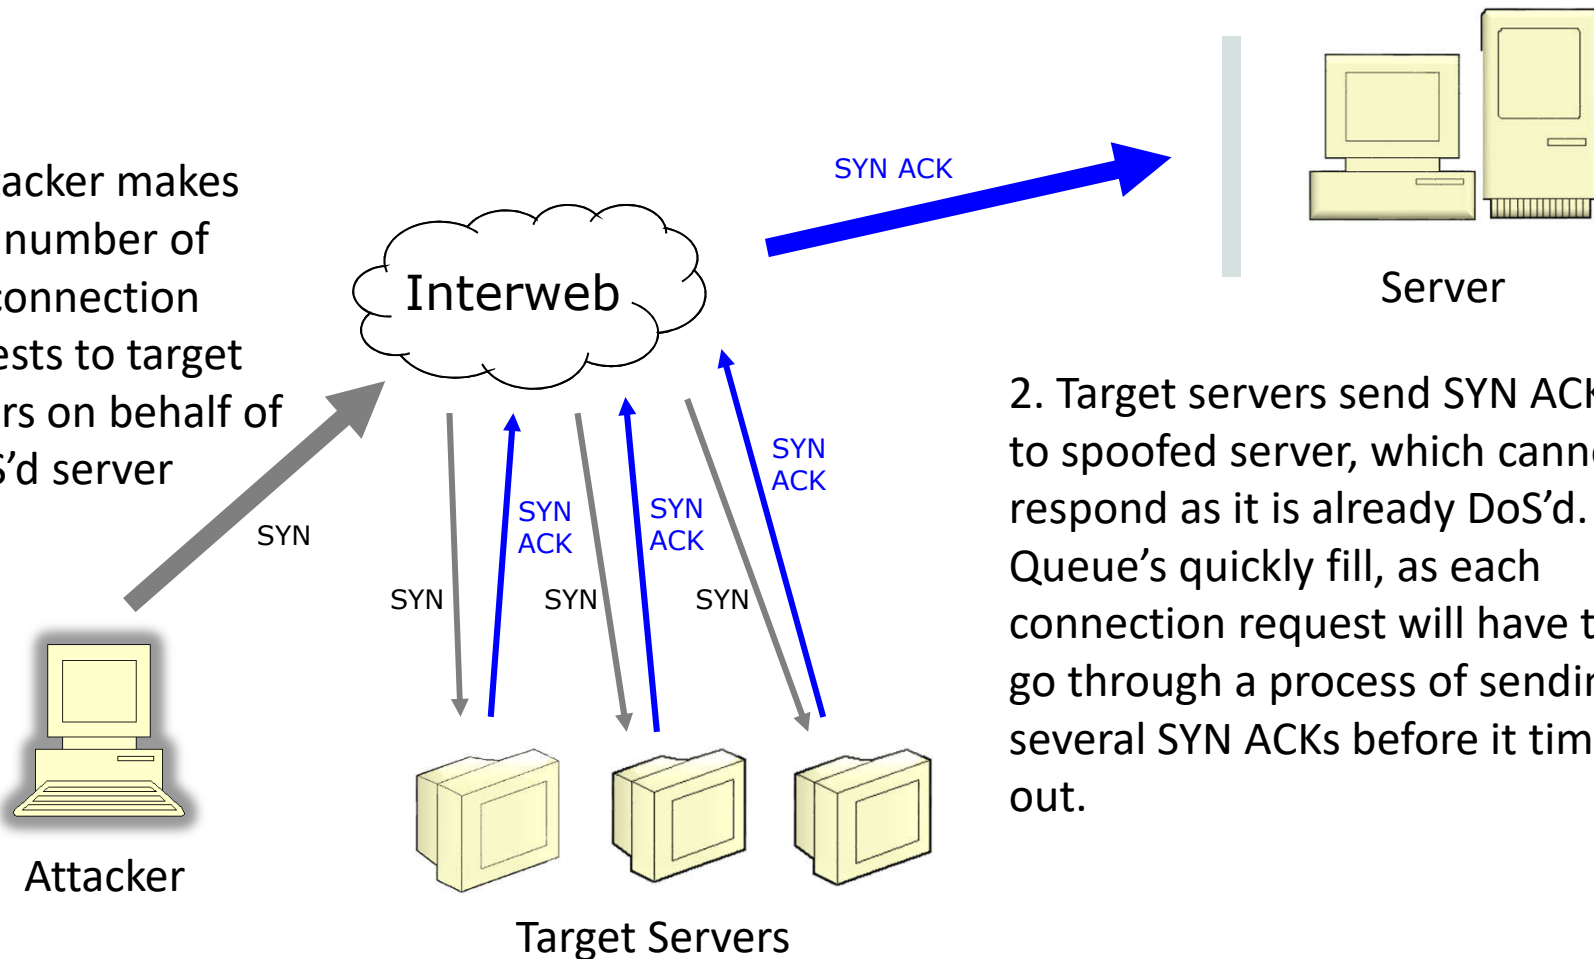 tacker makes
number of
connection
ests to target
rs on behalf of
S'd server
SYN
Attacker
Interweb
SYN ACK
Server
SYN
SYN
ACK
SYN
SYN
ACK
SYN
SYN
ACK
Target Servers
2. Target servers send SYN ACK
to spoofed server, which canno
respond as it is already DoS'd.
Queue's quickly fill, as each
connection request will have t
go through a process of sendin
several SYN ACKs before it tim
out.